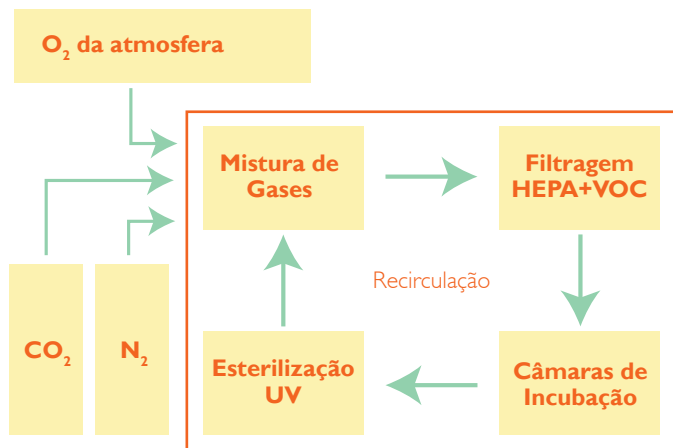 O₂ da atmosfera
Mistura de
Gases
Filtragem
HEPA+VOC
Recirculação
CO₂
N₂
Esterilização
UV
Câmaras de
Incubação